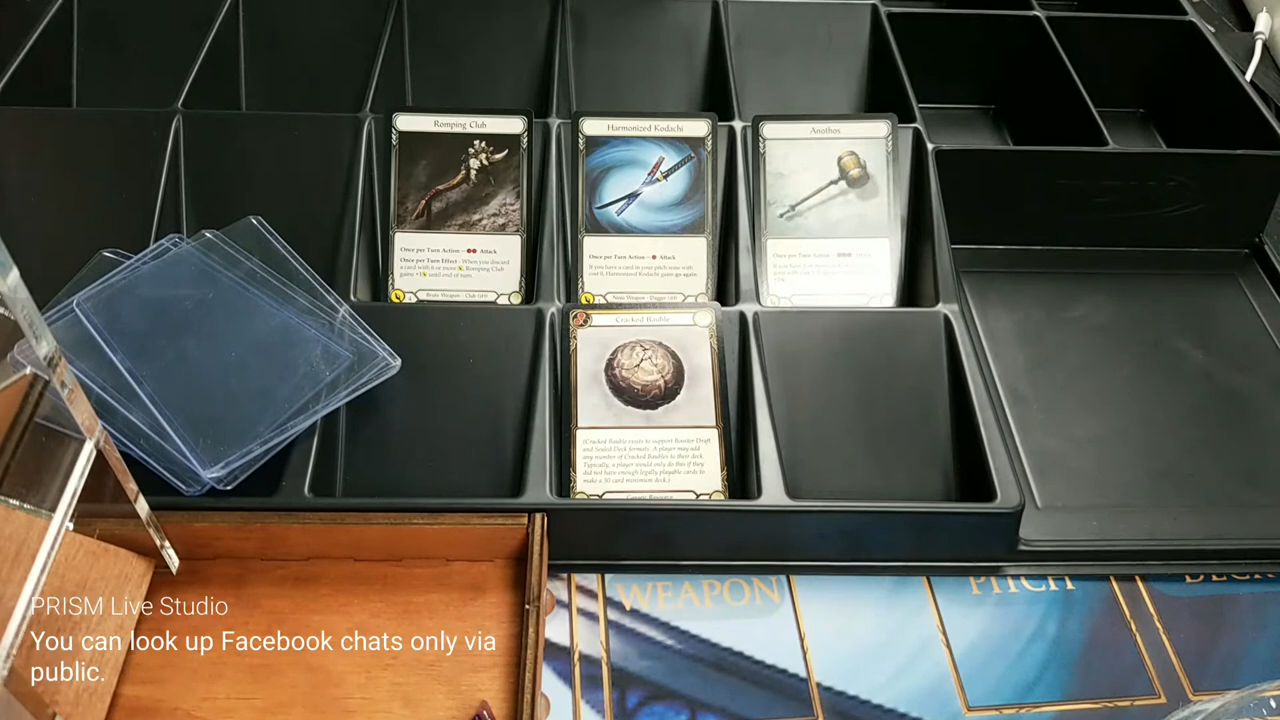 Romping Club
Once per Turn Action — Attack
Once per Turn Effect - When you discard
a card with 6 or more , Romping Club
gains +1 until end of turn.
Brute Weapon - Club (2H)
Harmonized Kodachi
Once per Turn Action — Attack
If you have a card in your pitch zone with
cost 0, Harmonized Kodachi gains go again.
Ninja Weapon - Dagger (1H)
Anothos
Once per Turn Action —
Cracked Bauble
(Cracked Bauble exists to support Booster Draft
and Sealed Deck formats. A player may add
any number of Cracked Baubles to their deck.
Typically, a player would only do this if they
did not have enough legally playable cards to
make a 30 card minimum deck.)
Generic Resource
WEAPON
PITCH
DECK
PRISM Live Studio
You can look up Facebook chats only via
public.